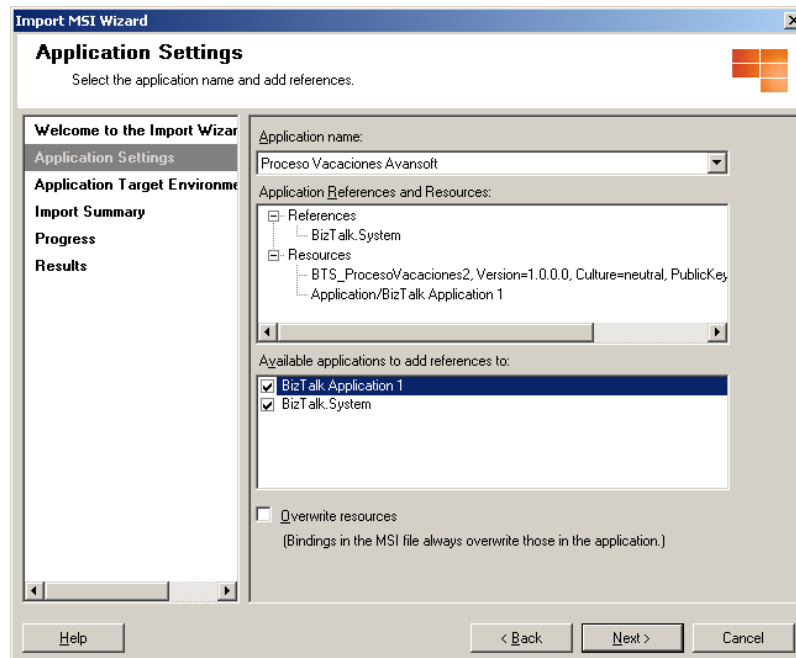 Import MSI Wizard
Application Settings
Select the application name and add references.
Welcome to the Import Wizar
Application Settings
Application Target Environme
Import Summary
Progress
Results
Application name:
Proceso Vacaciones Avansoft
Application References and Resources:
References
BizTalk.System
Resources
BTS_ProcesoVacaciones2, Version=1.0.0.0, Culture=neutral, PublicKey
Application/BizTalk Application 1
Available applications to add references to:
BizTalk Application 1
BizTalk.System
Overwrite resources
(Bindings in the MSI file always overwrite those in the application.)
Help
< Back
Next >
Cancel